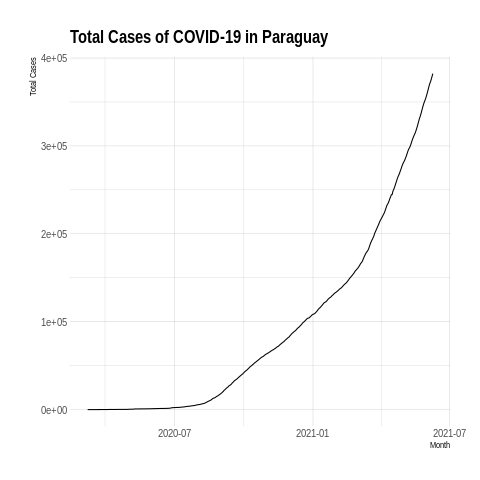 Total Cases of COVID-19 in Paraguay
Total Cases
4e+05
3e+05
2e+05
1e+05
0e+00
2020-07
2021-01
2021-07
Month